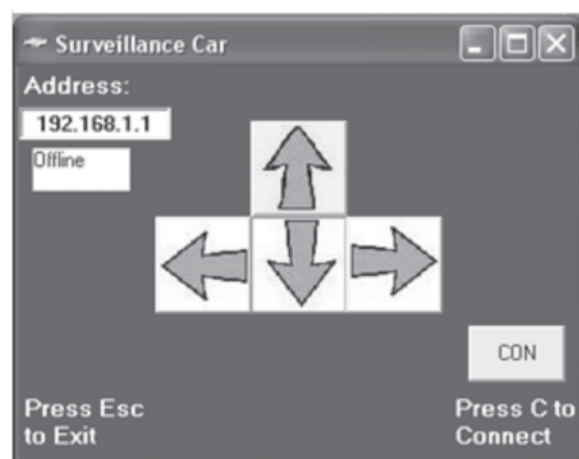 Surveillance Car
Address:
192.168.1.1
Offline
CON
Press Esc
to Exit
Press C to
Connect